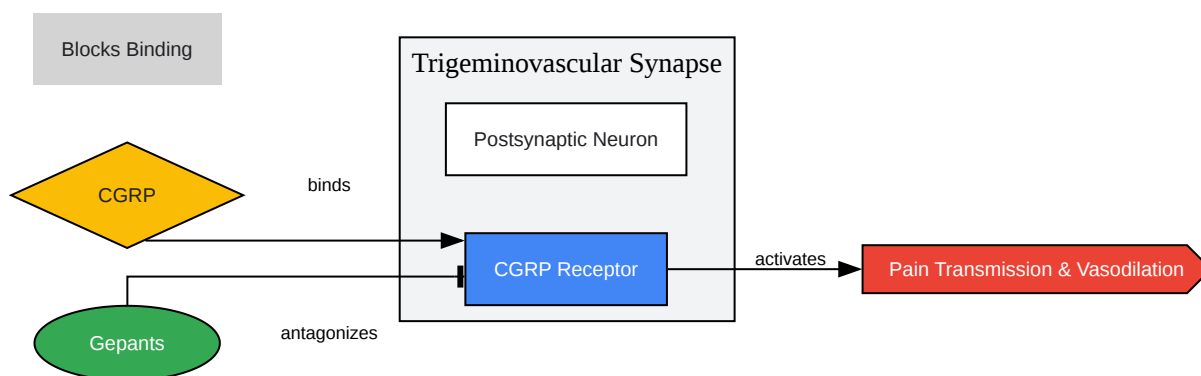 Blocks Binding
Trigeminovascular Synapse
Postsynaptic Neuron
CGRP
binds
CGRP Receptor
activates
Pain Transmission & Vasodilation
antagonizes
Gepants